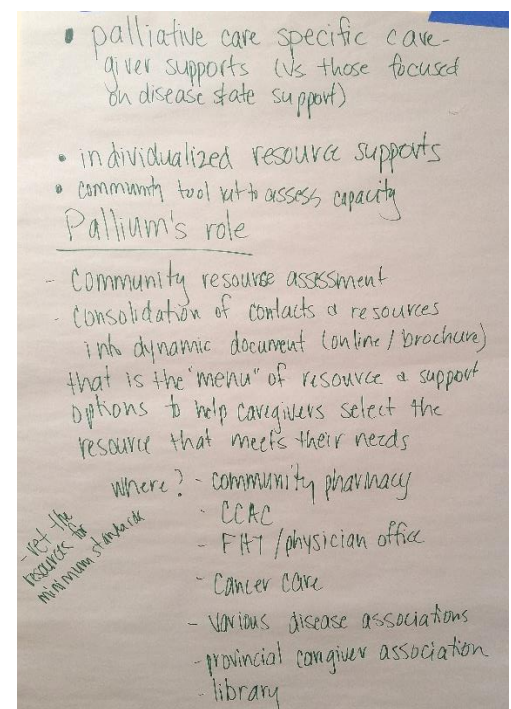 • palliative care specific care-
giver supports (vs those focused
on disease state support)
• individualized resource supports
• community tool kit to assess capacity
Pallium's role
- Community resource assessment
- Consolidation of contacts & resources
into dynamic document (online/brochure)
that is the "menu" of resource & support
options to help caregivers select the
resource that meets their needs
where? - community pharmacy
- CCAC
- FHT/physician office
- Cancer care
- various disease associations
- provincial caregiver association
- library
- vet the
resources for
minimum standards